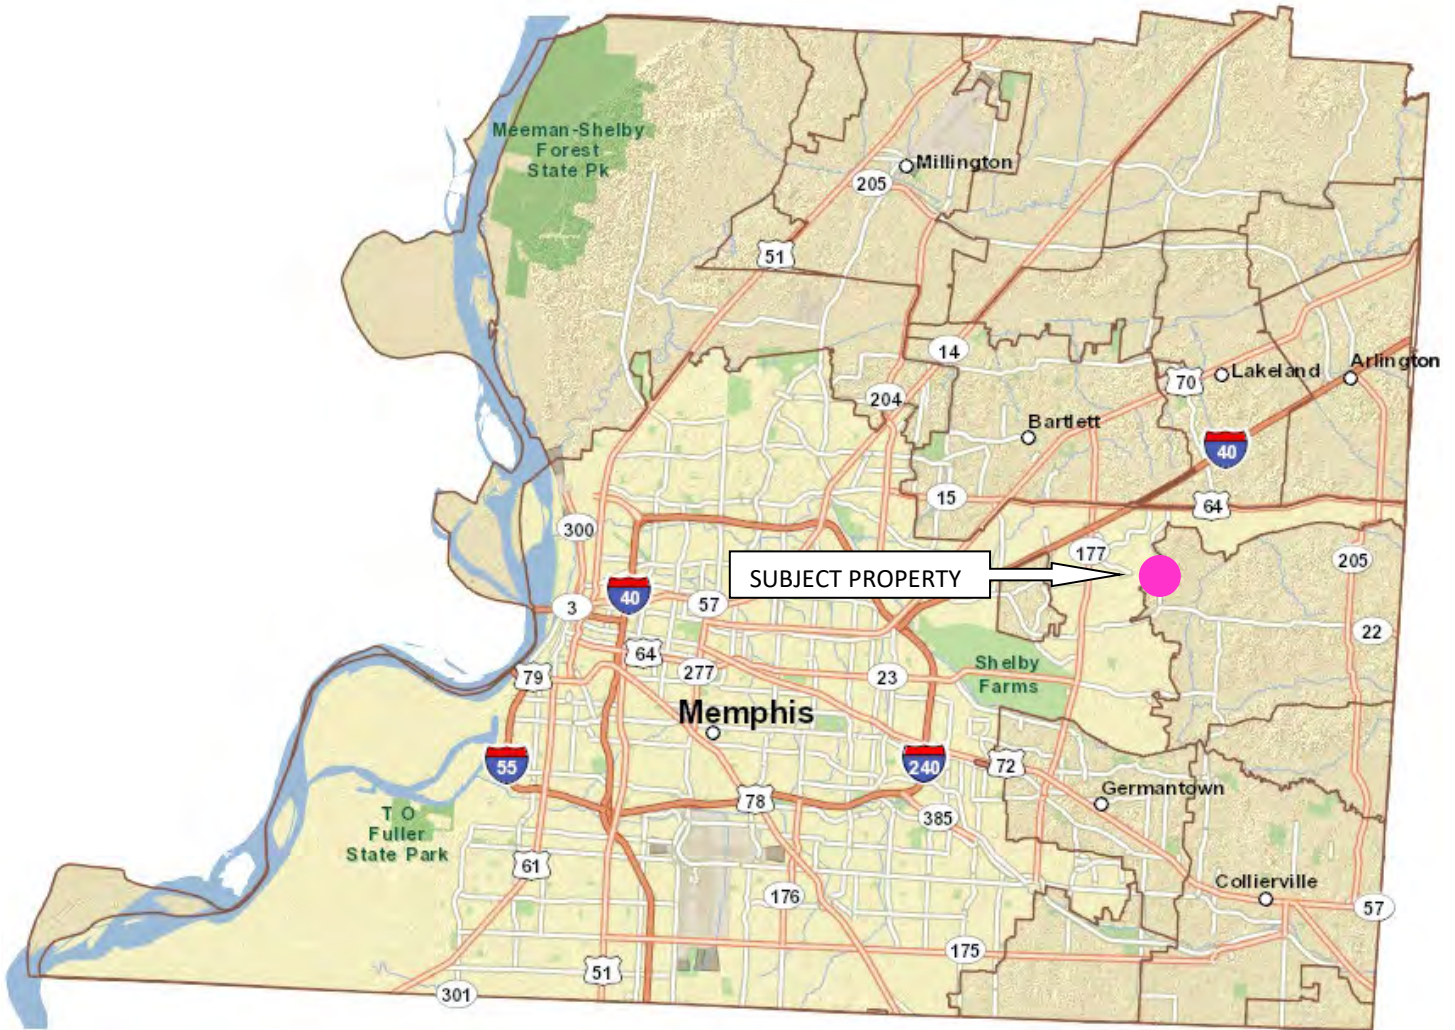 Meeman-Shelby
Forest
State Pk
Millington
205
51
14
Arlington
Lakeland
70
204
Bartlett
40
15
64
300
177
205
SUBJECT PROPERTY
40
57
3
22
64
Shelby
Farms
277
79
23
Memphis
55
240
72
Germantown
78
T O
Fuller
State Park
385
61
Collierville
176
57
175
51
301